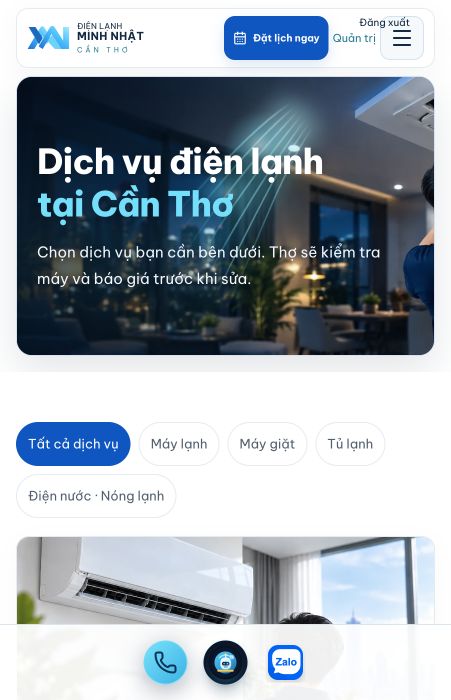 ĐIỆN LẠNH
MINH NHẬT
CẦN THƠ
Đặt lịch ngay
Quản trị
Đăng xuất
Dịch vụ điện lạnh
tại Cần Thơ
Chọn dịch vụ bạn cần bên dưới. Thợ sẽ kiểm tra
máy và báo giá trước khi sửa.
Tất cả dịch vụ
Máy lạnh
Máy giặt
Tủ lạnh
Điện nước · Nóng lạnh
Zalo